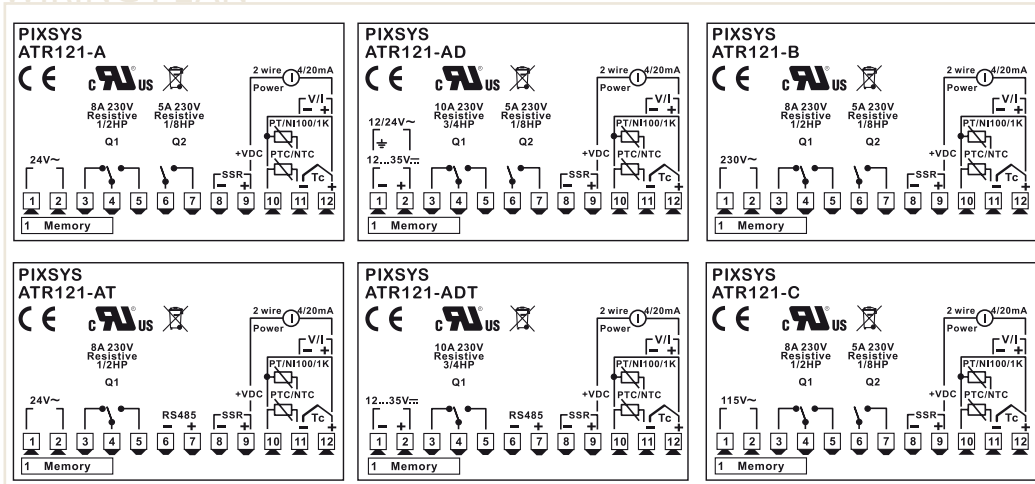 WIRING PLAN
PIXSYS
ATR121-A
CE c RU ® US
2 wire 4/20mA
Power
8A 230V
Resistive
1/2HP
5A 230V
Resistive
1/8HP
V/I
- +
PT/NI100/1K
Q1 Q2
24V~
+VDC PTC/NTC
SSR
- +
Tc
- +
1 2 3 4 5 6 7 8 9 10 11 12
1 Memory
PIXSYS
ATR121-AD
CE c RU ® US
2 wire 4/20mA
Power
10A 230V
Resistive
3/4HP
5A 230V
Resistive
1/8HP
V/I
- +
PT/NI100/1K
12/24V~
Q1 Q2
12...35V⎓
- +
+VDC PTC/NTC
SSR
- +
Tc
- +
1 2 3 4 5 6 7 8 9 10 11 12
1 Memory
PIXSYS
ATR121-B
CE c RU ® US
2 wire 4/20mA
Power
8A 230V
Resistive
1/2HP
5A 230V
Resistive
1/8HP
V/I
- +
PT/NI100/1K
Q1 Q2
230V~
+VDC PTC/NTC
SSR
- +
Tc
- +
1 2 3 4 5 6 7 8 9 10 11 12
1 Memory
PIXSYS
ATR121-AT
CE c RU ® US
2 wire 4/20mA
Power
8A 230V
Resistive
1/2HP
V/I
- +
PT/NI100/1K
Q1
24V~
+VDC PTC/NTC
RS485
- +
SSR
- +
Tc
- +
1 2 3 4 5 6 7 8 9 10 11 12
1 Memory
PIXSYS
ATR121-ADT
CE c RU ® US
2 wire 4/20mA
Power
10A 230V
Resistive
3/4HP
V/I
- +
PT/NI100/1K
Q1
12...35V⎓
- +
+VDC PTC/NTC
RS485
- +
SSR
- +
Tc
- +
1 2 3 4 5 6 7 8 9 10 11 12
1 Memory
PIXSYS
ATR121-C
CE c RU ® US
2 wire 4/20mA
Power
8A 230V
Resistive
1/2HP
5A 230V
Resistive
1/8HP
V/I
- +
PT/NI100/1K
Q1 Q2
115V~
+VDC PTC/NTC
SSR
- +
Tc
- +
1 2 3 4 5 6 7 8 9 10 11 12
1 Memory